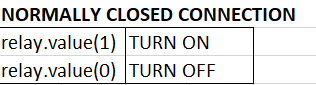 NORMALLY CLOSED CONNECTION
relay.value(1) TURN ON
relay.value(0) TURN OFF